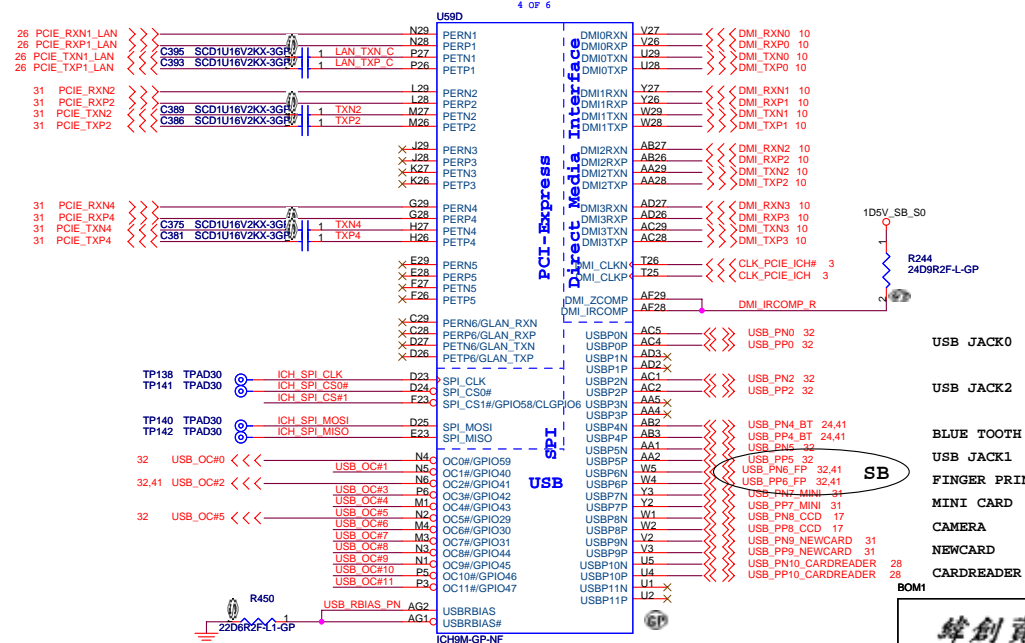 4 OF 6
U59D
26 PCIE_RXN1_LAN N29 PERN1 DMI0RXN V27 DMI_RXN0 10
26 PCIE_RXP1_LAN N28 PERP1 DMI0RXP V26 DMI_RXP0 10
26 PCIE_TXN1_LAN C395 SCD1U16V2KX-3GP 1 LAN_TXN_C P27 PETN1 DMI0TXN U29 DMI_TXN0 10
26 PCIE_TXP1_LAN C393 SCD1U16V2KX-3GP 1 LAN_TXP_C P26 PETP1 DMI0TXP U28 DMI_TXP0 10
31 PCIE_RXN2 L29 PERN2 DMI1RXN Y27 DMI_RXN1 10
31 PCIE_RXP2 L28 PERP2 DMI1RXP Y26 DMI_RXP1 10
31 PCIE_TXN2 C389 SCD1U16V2KX-3GP 1 TXN2 M27 PETN2 DMI1TXN W29 DMI_TXN1 10
31 PCIE_TXP2 C386 SCD1U16V2KX-3GP 1 TXP2 M26 PETP2 DMI1TXP W28 DMI_TXP1 10
J29 PERN3 DMI2RXN AB27 DMI_RXN2 10
J28 PERP3 DMI2RXP AB26 DMI_RXP2 10
K27 PETN3 DMI2TXN AA29 DMI_TXN2 10
K26 PETP3 DMI2TXP AA28 DMI_TXP2 10
31 PCIE_RXN4 G29 PERN4 DMI3RXN AD27 DMI_RXN3 10
31 PCIE_RXP4 G28 PERP4 DMI3RXP AD26 DMI_RXP3 10
31 PCIE_TXN4 C375 SCD1U16V2KX-3GP 1 TXN4 H27 PETN4 DMI3TXN AC29 DMI_TXN3 10
31 PCIE_TXP4 C381 SCD1U16V2KX-3GP 1 TXP4 H26 PETP4 DMI3TXP AC28 DMI_TXP3 10
1D5V_SB_S0
1
R244
24D9R2F-L-GP
2
PCI-Express
Direct Media Interface
E29 PERN5 DMI_CLKN T26 CLK_PCIE_ICH# 3
E28 PERP5 DMI_CLKP T25 CLK_PCIE_ICH 3
F27 PETN5
F26 PETP5 DMI_ZCOMP AF29
DMI_IRCOMP AF28 DMI_IRCOMP_R
C29 PERN6/GLAN_RXN
C28 PERP6/GLAN_RXP USBP0N AC5 USB_PN0 32
D27 PETN6/GLAN_TXN USBP0P AC4 USB_PP0 32 USB JACK0
D26 PETP6/GLAN_TXP USBP1N AD3
USBP1P AD2
TP138 TPAD30 ICH_SPI_CLK D23 SPI_CLK USBP2N AC1 USB_PN2 32
TP141 TPAD30 ICH_SPI_CS0# D24 SPI_CS0# USBP2P AC2 USB_PP2 32 USB JACK2
ICH_SPI_CS#1 F23 SPI_CS1#/GPIO58/CLGPIO6 USBP3N AA5
USBP3P AA4
TP140 TPAD30 ICH_SPI_MOSI D25 SPI_MOSI USBP4N AB2 USB_PN4_BT 24,41
TP142 TPAD30 ICH_SPI_MISO E23 SPI_MISO USBP4P AB3 USB_PP4_BT 24,41 BLUE TOOTH
SPI
USB
USBP5N AA1 USB_PN5 32
32 USB_OC#0 N4 OC0#/GPIO59 USBP5P AA2 USB_PP5 32 USB JACK1
USB_OC#1 N5 OC1#/GPIO40 USBP6N W5 USB_PN6_FP 32,41 SB
32,41 USB_OC#2 N6 OC2#/GPIO41 USBP6P W4 USB_PP6_FP 32,41 FINGER PRIN
USB_OC#3 P6 OC3#/GPIO42 USBP7N Y3 USB_PN7_MINI 31
USB_OC#4 M1 OC4#/GPIO43 USBP7P Y2 USB_PP7_MINI 31 MINI CARD
32 USB_OC#5 USB_OC#5 N2 OC5#/GPIO29 USBP8N W1 USB_PN8_CCD 17
USB_OC#6 M4 OC6#/GPIO30 USBP8P W2 USB_PP8_CCD 17 CAMERA
USB_OC#7 M3 OC7#/GPIO31 USBP9N V2 USB_PN9_NEWCARD 31
USB_OC#8 N3 OC8#/GPIO44 USBP9P V3 USB_PP9_NEWCARD 31 NEWCARD
USB_OC#9 N1 OC9#/GPIO45 USBP10N U5 USB_PN10_CARDREADER 28
USB_OC#10 P5 OC10#/GPIO46 USBP10P U4 USB_PP10_CARDREADER 28 CARDREADER
USB_OC#11 P3 OC11#/GPIO47 USBP11N U1
USBP11P U2
BOM1
R450
22D6R2F-L1-GP 1
USB_RBIAS_PN AG2 USBRBIAS
AG1 USBRBIAS#
GP
ICH9M-GP-NF
緯創